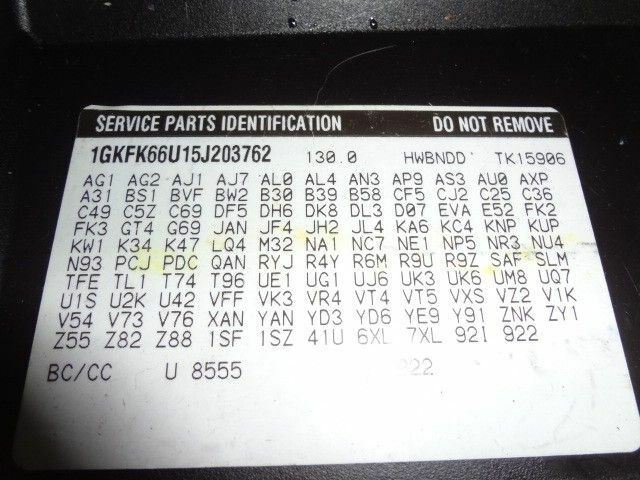 SERVICE PARTS IDENTIFICATION DO NOT REMOVE
1GKFK66U15J203762 130.0 HWBNDD TK15906
AG1 AG2 AJ1 AJ7 AL0 AL4 AN3 AP9 AS3 AU0 AXP
A31 BS1 BVF BW2 B30 B39 B58 CF5 CJ2 C25 C36
C49 C5Z C69 DF5 DH6 DK8 DL3 D07 EVA E52 FK2
FK3 GT4 G69 JAN JF4 JH2 JL4 KA6 KC4 KNP KUP
KW1 K34 K47 LQ4 M32 NA1 NC7 NE1 NP5 NR3 NU4
N93 PCJ PDC QAN RYJ R4Y R6M R9U R9Z SAF SLM
TFE TL1 T74 T96 UE1 UG1 UJ6 UK3 UK6 UM8 UQ7
U1S U2K U42 VFF VK3 VR4 VT4 VT5 VXS VZ2 V1K
V54 V73 V76 XAN YAN YD3 YD6 YE9 Y91 ZNK ZY1
Z55 Z82 Z88 1SF 1SZ 41U 6XL 7XL 92I 922
BC/CC U 8555 922